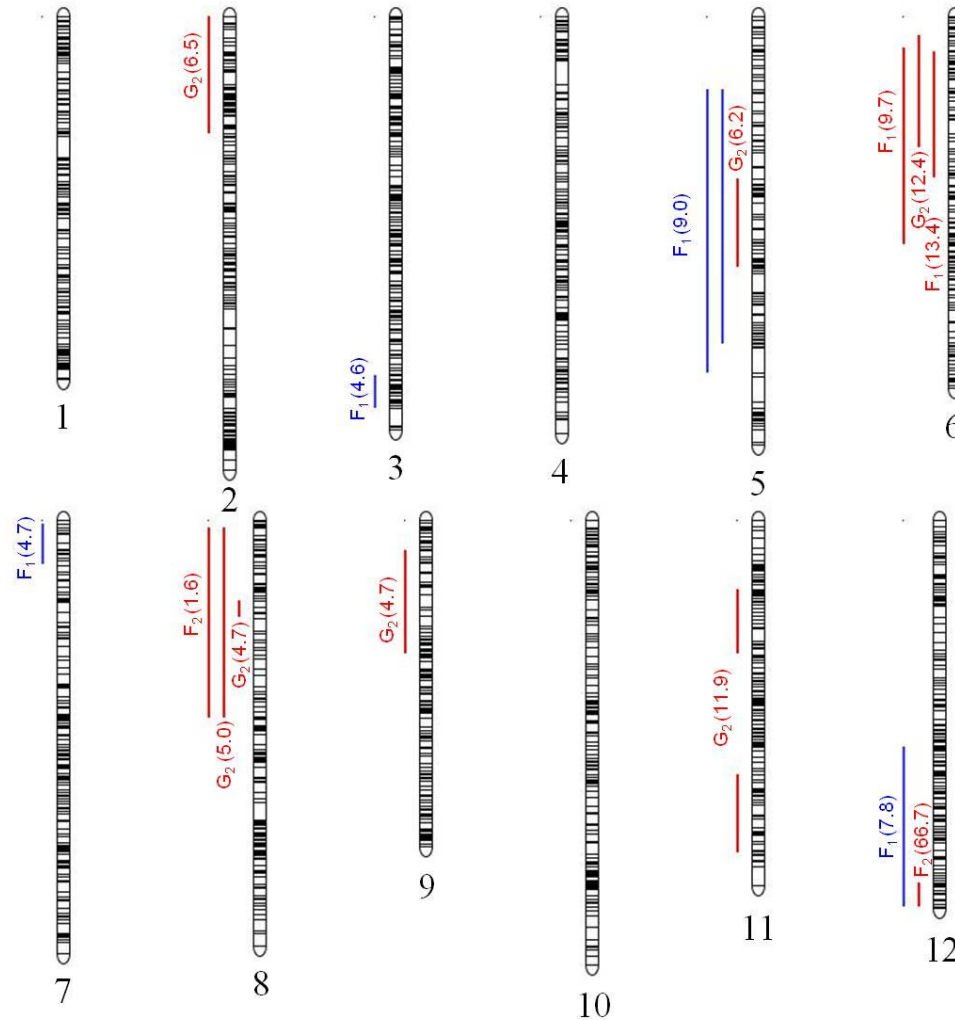 G₂(6.5)
F₁(4.6)
F₁(9.0)
G₂(6.2)
F₁(9.7)
G₂(12.4)
F₁(13.4)
1
2
3
4
5
6
F₁(4.7)
F₂(1.6)
G₂(5.0)
G₂(4.7)
G₂(4.7)
G₂(11.9)
F₁(7.8)
F₂(66.7)
7
8
9
10
11
12